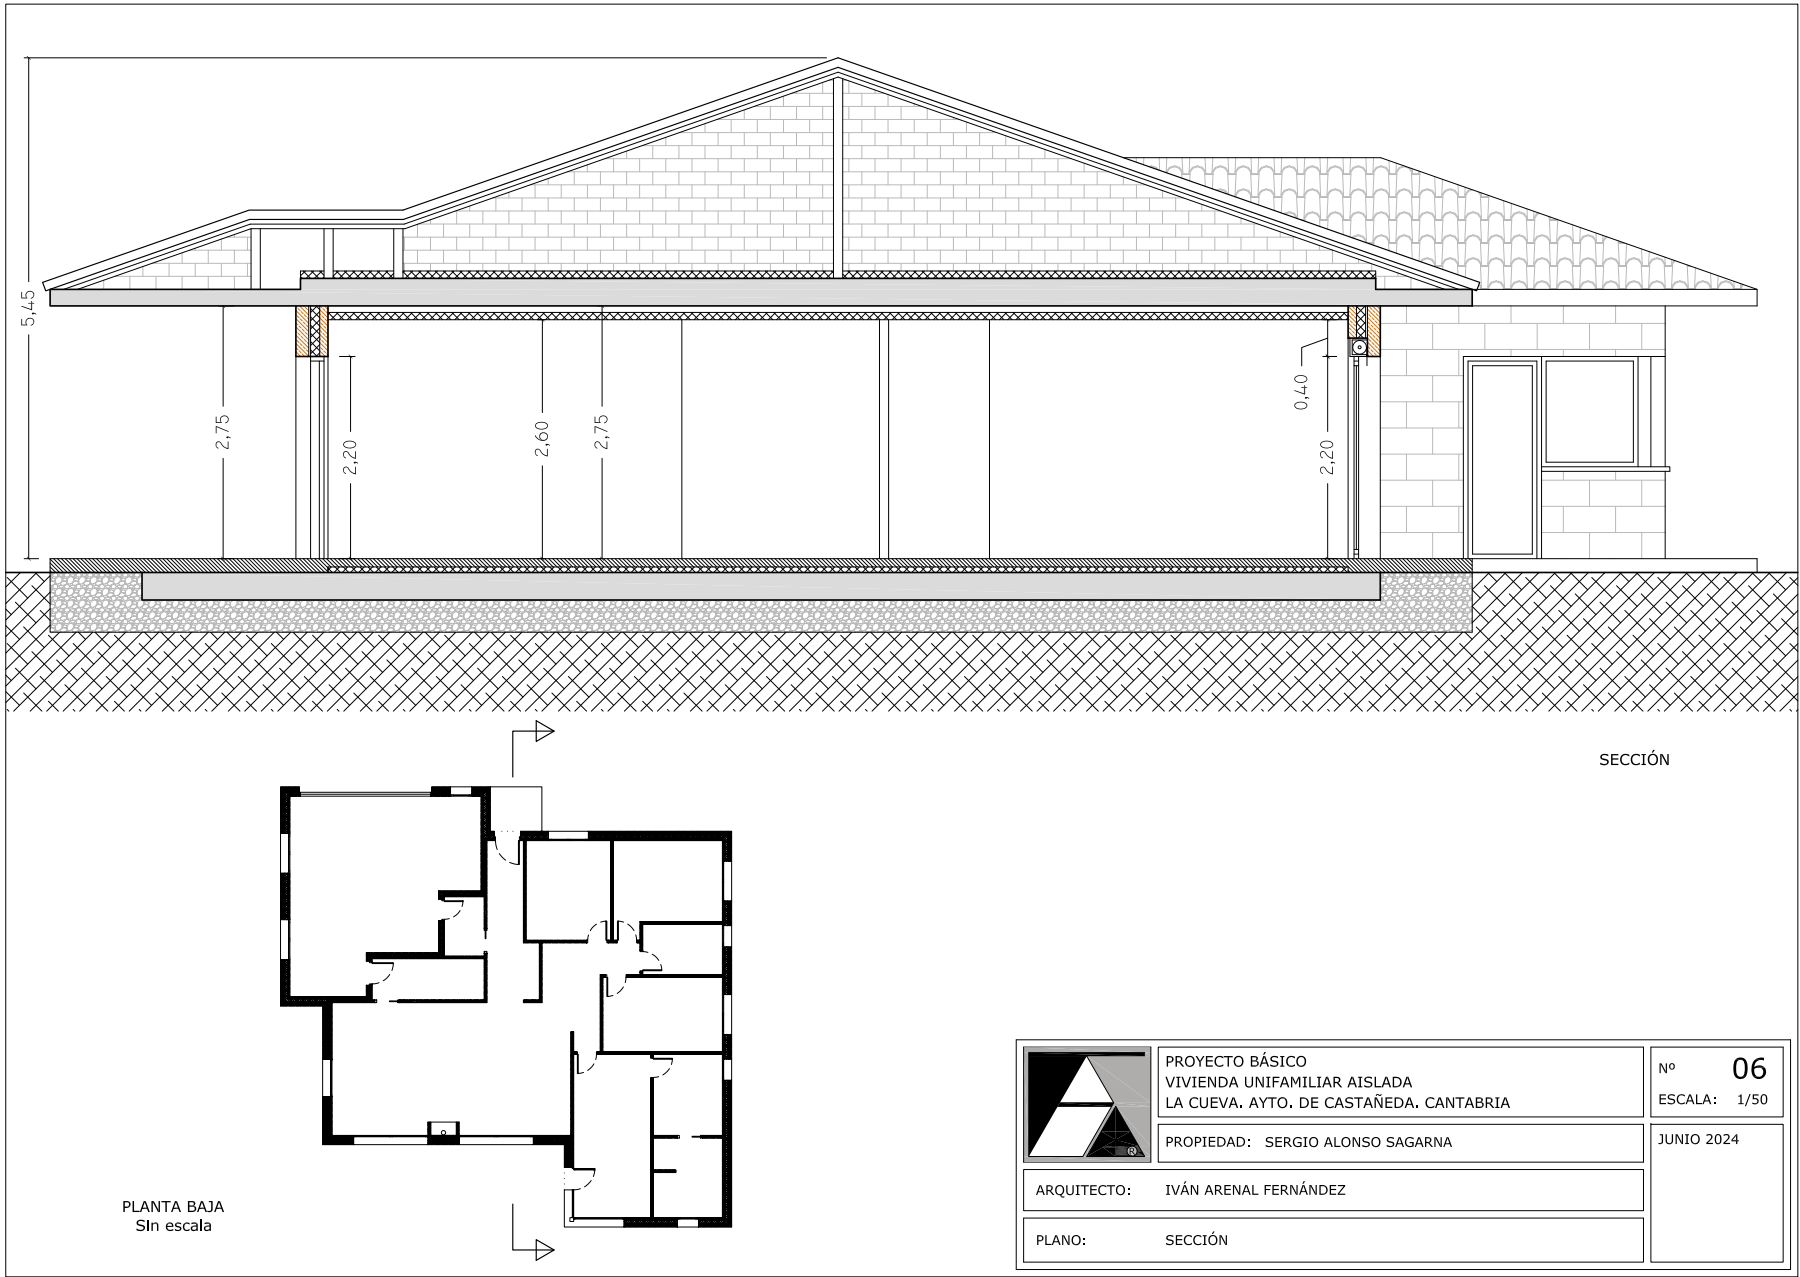 5,45
2,75
2,20
2,60
2,75
0,40
2,20
SECCIÓN
PLANTA BAJA
SIn escala
®
PROYECTO BÁSICO
VIVIENDA UNIFAMILIAR AISLADA
LA CUEVA. AYTO. DE CASTAÑEDA. CANTABRIA
Nº 06
ESCALA: 1/50
PROPIEDAD: SERGIO ALONSO SAGARNA
JUNIO 2024
ARQUITECTO: IVÁN ARENAL FERNÁNDEZ
PLANO: SECCIÓN